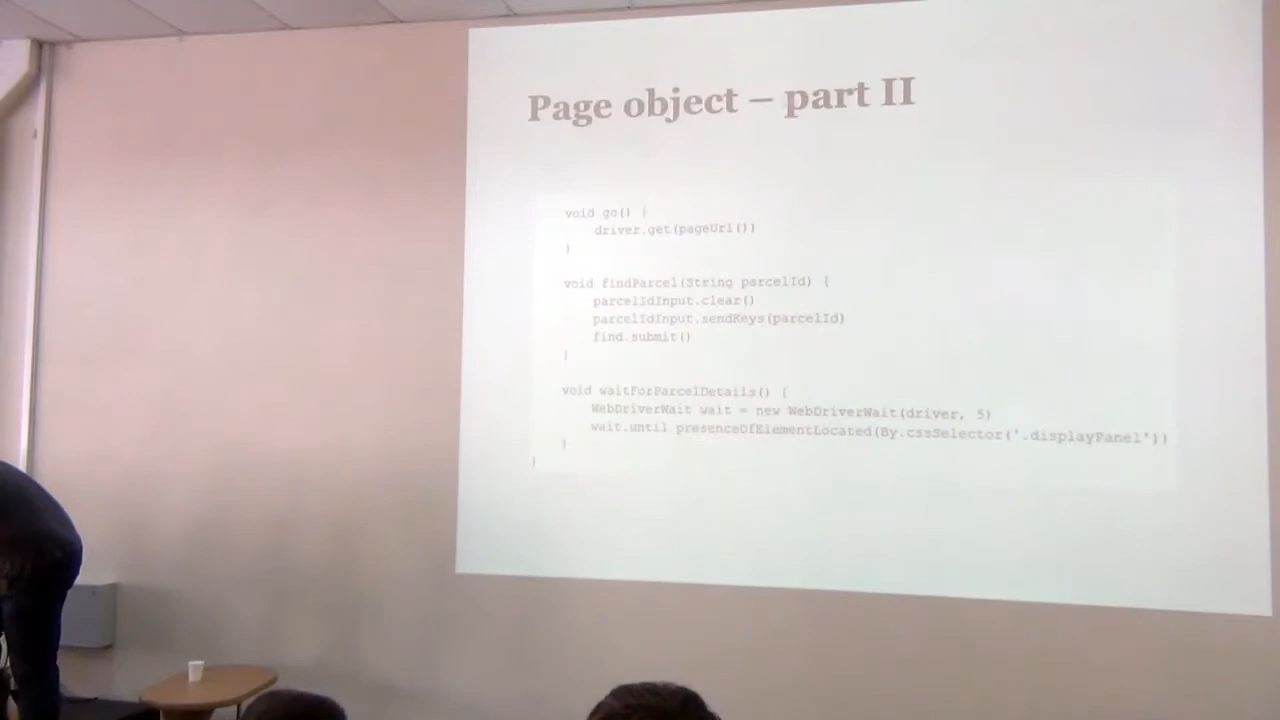 Page object – part II
void go() {
driver.get(pageUrl())
}
void findParcel(String parcelId) {
parcelIdInput.clear()
parcelIdInput.sendKeys(parcelId)
find.submit()
}
void waitForParcelDetails() {
WebDriverWait wait = new WebDriverWait(driver, 5)
wait.until presenceOfElementLocated(By.cssSelector('.displayPanel'))
}
}